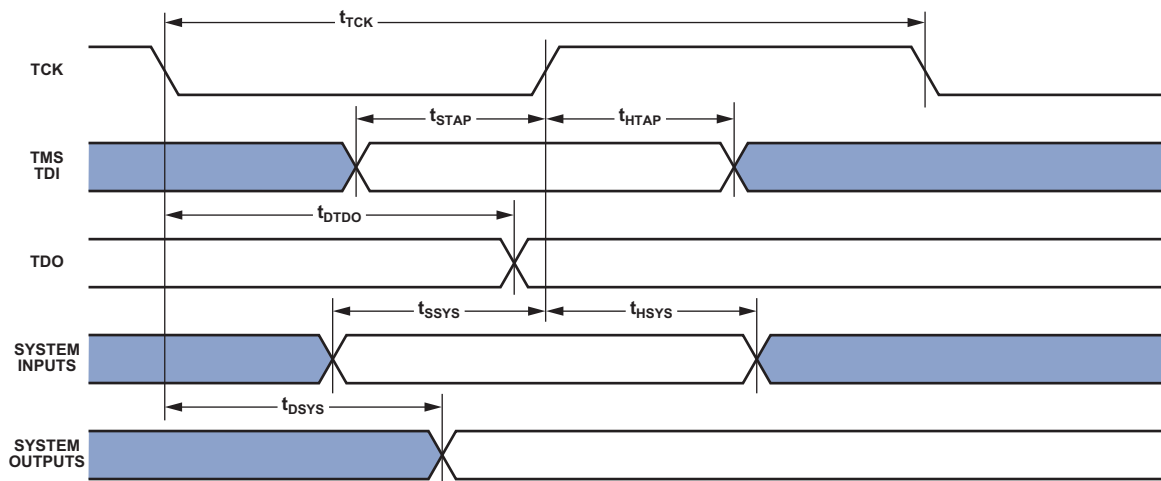 tTCK
TCK
tSTAP tHTAP
TMS
TDI
tDTDO
TDO
tSSYS tHSYS
SYSTEM
INPUTS
tDSYS
SYSTEM
OUTPUTS